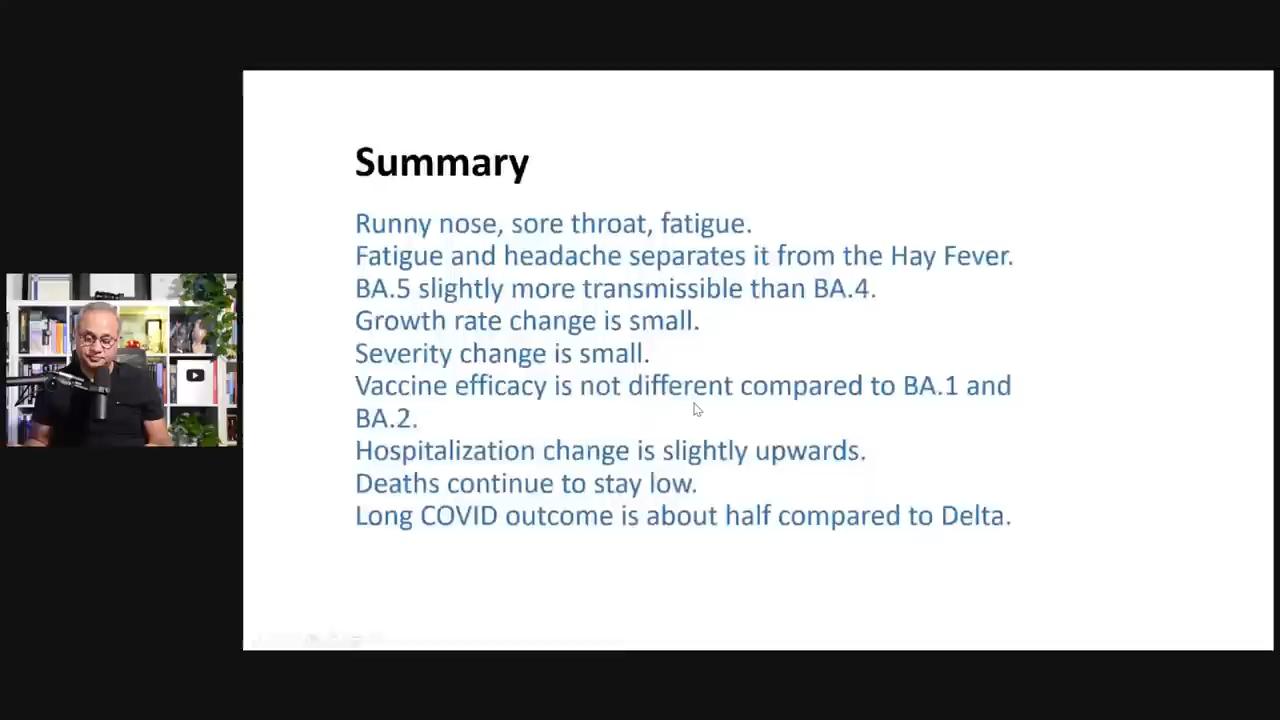 Summary
Runny nose, sore throat, fatigue.
Fatigue and headache separates it from the Hay Fever.
BA.5 slightly more transmissible than BA.4.
Growth rate change is small.
Severity change is small.
Vaccine efficacy is not different compared to BA.1 and
BA.2.
Hospitalization change is slightly upwards.
Deaths continue to stay low.
Long COVID outcome is about half compared to Delta.